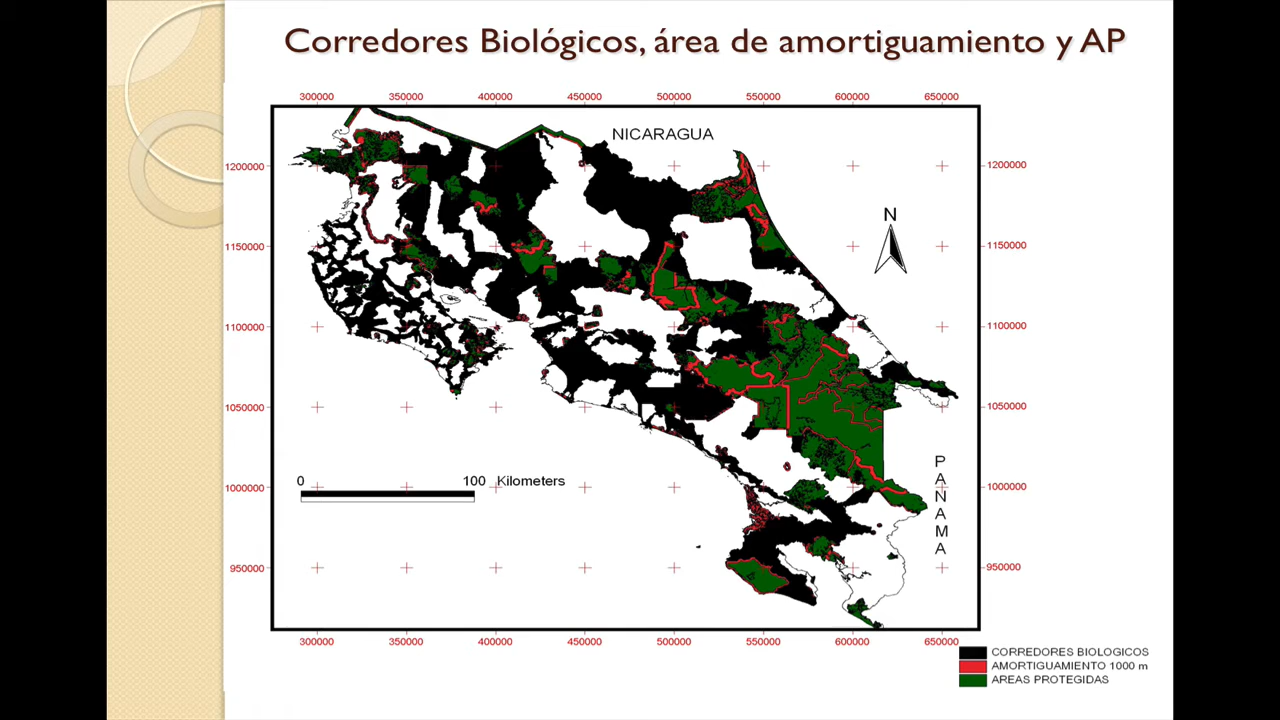 Corredores Biológicos, área de amortiguamiento y AP
300000 350000 400000 450000 500000 550000 600000 650000
NICARAGUA
1200000 1200000
N
1150000 1150000
1100000 1100000
1050000 1050000
PANAMA
0 100 Kilometers
1000000 1000000
950000 950000
300000 350000 400000 450000 500000 550000 600000 650000
CORREDORES BIOLOGICOS
AMORTIGUAMIENTO 1000 m
AREAS PROTEGIDAS